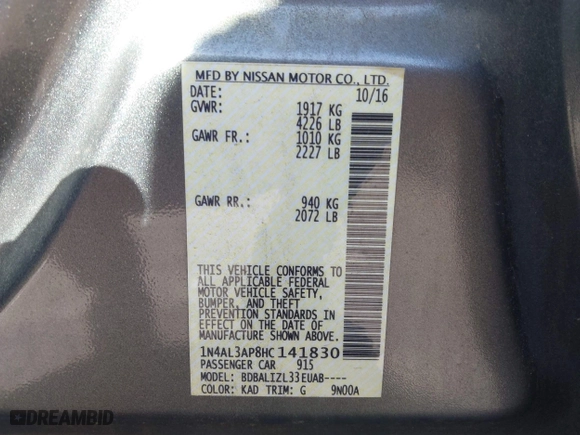 MFD BY NISSAN MOTOR CO., LTD.
DATE: 10/16
GVWR: 1917 KG
4226 LB
GAWR FR.: 1010 KG
2227 LB
GAWR RR.: 940 KG
2072 LB
THIS VEHICLE CONFORMS TO
ALL APPLICABLE FEDERAL
MOTOR VEHICLE SAFETY,
BUMPER, AND THEFT
PREVENTION STANDARDS IN
EFFECT ON THE DATE OF
MANUFACTURE SHOWN ABOVE.
1N4AL3AP8HC141830
PASSENGER CAR 915
MODEL: BDBALIZL33EUAB----
COLOR: KAD TRIM: G 9N00A
DREAMBID